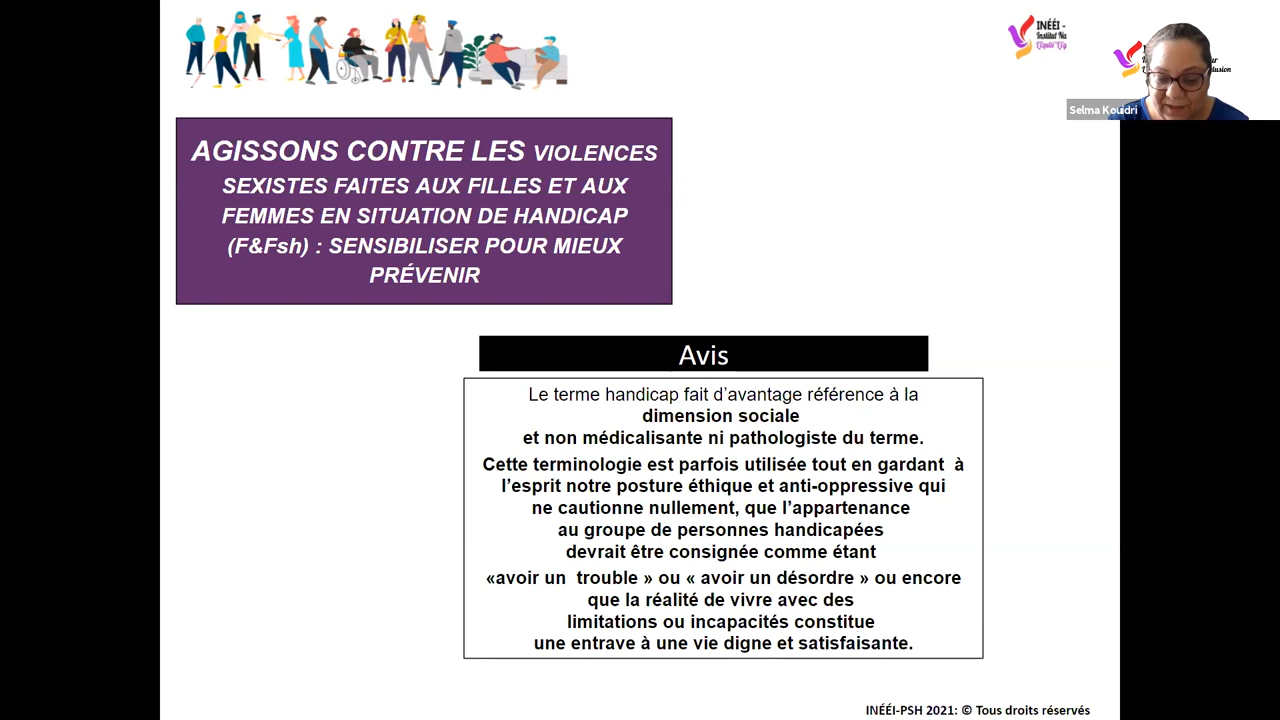 INÉÉI -
Institut Na
L'Équité L'Ég
Selma Kouidri
AGISSONS CONTRE LES VIOLENCES
SEXISTES FAITES AUX FILLES ET AUX
FEMMES EN SITUATION DE HANDICAP
(F&Fsh) : SENSIBILISER POUR MIEUX
PRÉVENIR
Avis
Le terme handicap fait d’avantage référence à la
dimension sociale
et non médicalisante ni pathologiste du terme.
Cette terminologie est parfois utilisée tout en gardant à
l’esprit notre posture éthique et anti-oppressive qui
ne cautionne nullement, que l’appartenance
au groupe de personnes handicapées
devrait être consignée comme étant
«avoir un trouble » ou « avoir un désordre » ou encore
que la réalité de vivre avec des
limitations ou incapacités constitue
une entrave à une vie digne et satisfaisante.
INÉÉI-PSH 2021: © Tous droits réservés